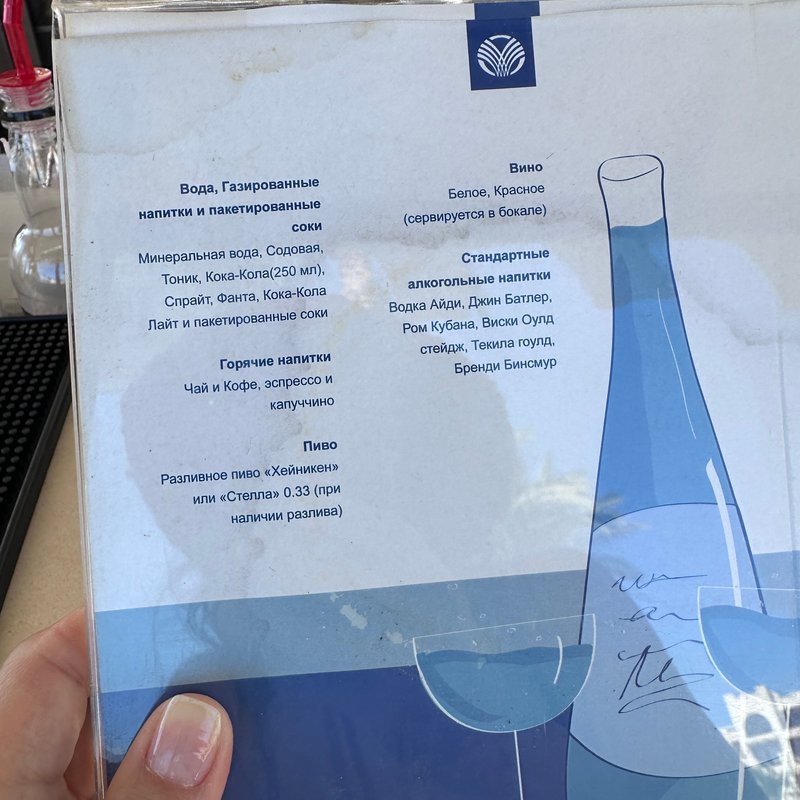 Вода, Газированные
напитки и пакетированные
соки
Минеральная вода, Содовая,
Тоник, Кока-Кола(250 мл),
Спрайт, Фанта, Кока-Кола
Лайт и пакетированные соки
Горячие напитки
Чай и Кофе, эспрессо и
капуччино
Пиво
Разливное пиво «Хейникен»
или «Стелла» 0.33 (при
наличии разлива)
Вино
Белое, Красное
(сервируется в бокале)
Стандартные
алкогольные напитки
Водка Айди, Джин Батлер,
Ром Кубана, Виски Оулд
стейдж, Текила гоулд,
Бренди Бинсмур